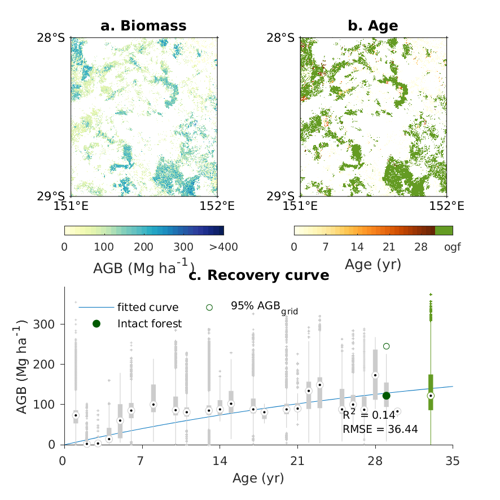 a. Biomass
b. Age
28°S
28°S
29°S
29°S
151°E
152°E
151°E
152°E
0 100 200 300 >400
AGB (Mg ha-1)
0 7 14 21 28 ogf
Age (yr)
c. Recovery curve
fitted curve
95% AGBgrid
Intact forest
AGB (Mg ha-1)
300
200
100
0
R2 = 0.14*
RMSE = 36.44
0 7 14 21 28 35
Age (yr)